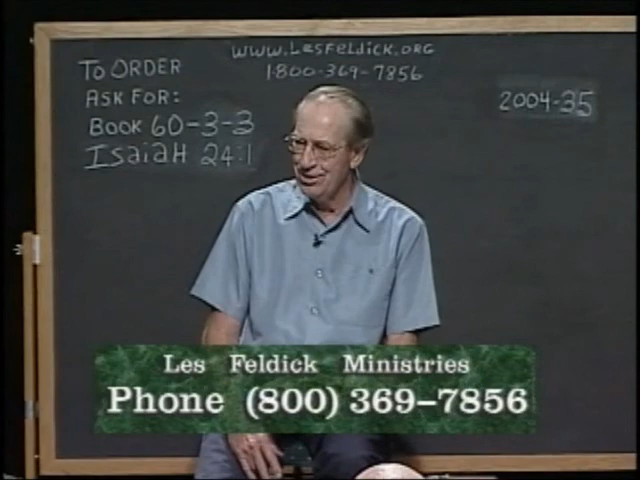 www.LesFeldick.org
1-800-369-7856
To Order
Ask For:
Book 60-3-3
Isaiah 24:1
2004-35
Les Feldick Ministries
Phone (800) 369-7856